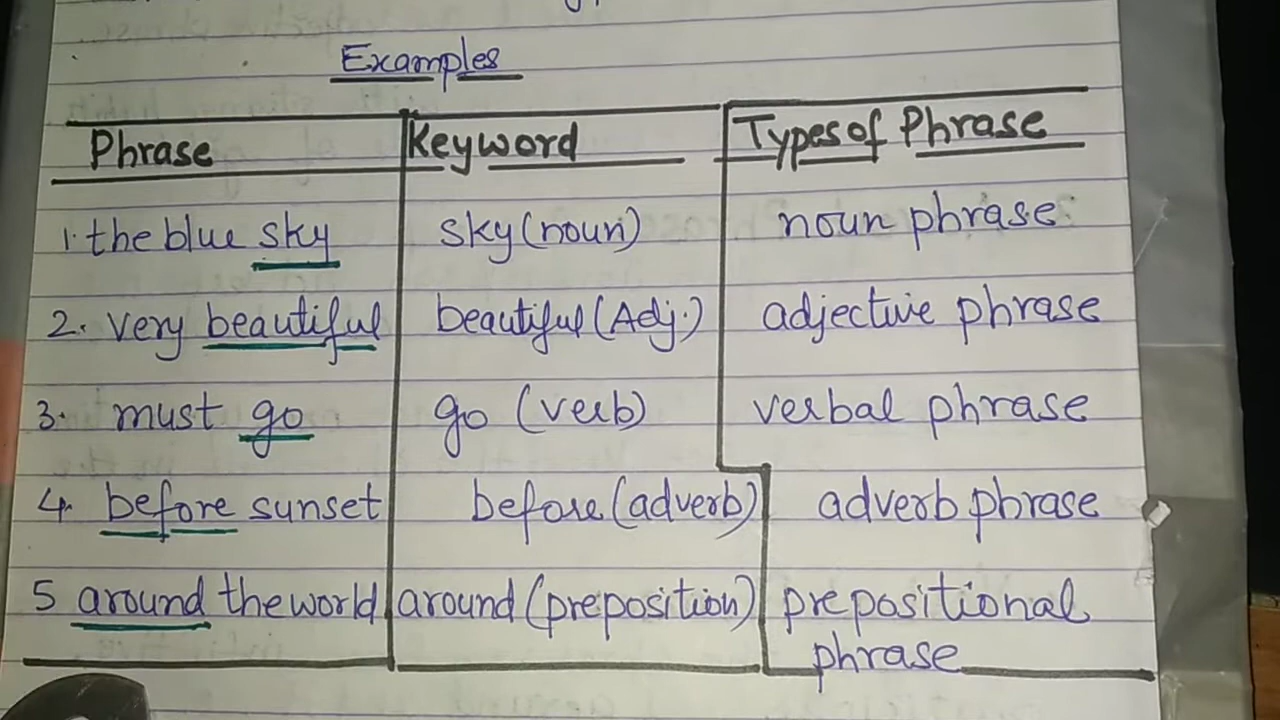 Examples
Phrase Keyword Types of Phrase
1. the blue sky sky (noun) noun phrase
2. very beautiful beautiful (Adj.) adjective phrase
3. must go go (verb) verbal phrase
4. before sunset before (adverb) adverb phrase
5 around the world around (preposition) prepositional
phrase